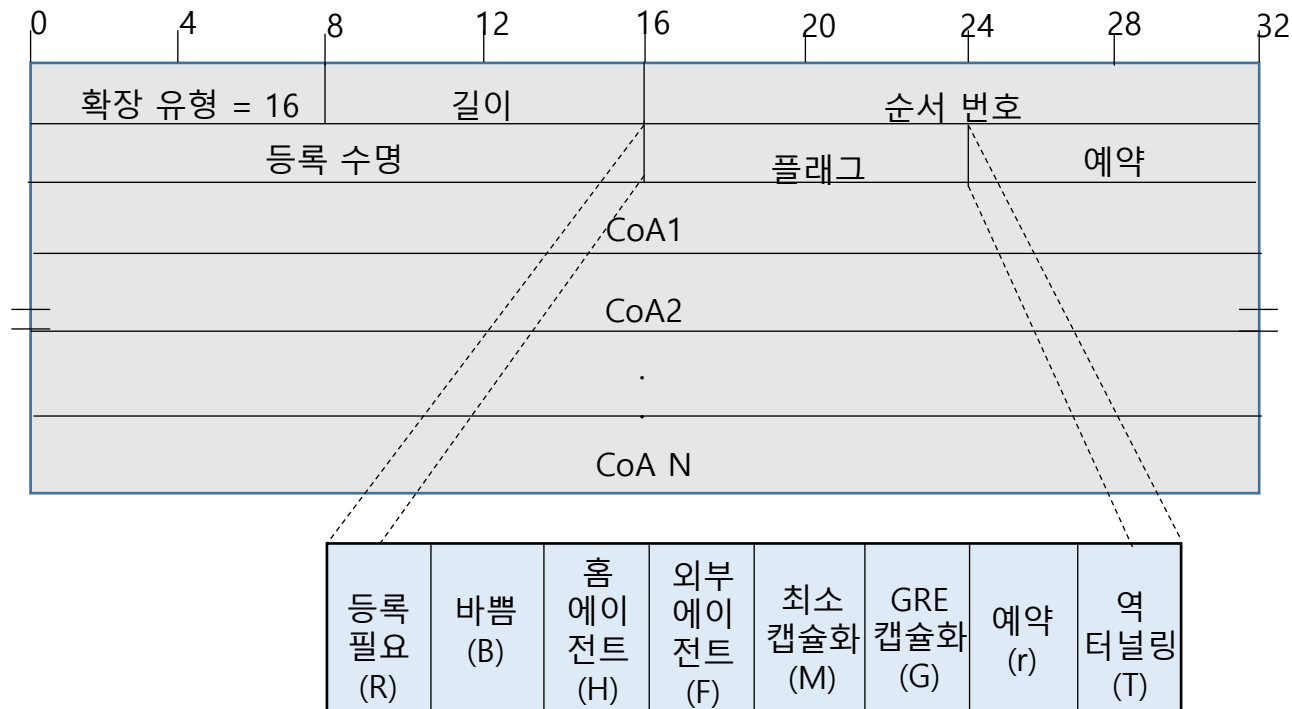 0 4 8 12 16 20 24 28 32
확장 유형 = 16 길이 순서 번호
등록 수명 플래그 예약
CoA1
CoA2
.
.
CoA N
등록
필요
(R)
바쁨
(B)
홈
에이
전트
(H)
외부
에이
전트
(F)
최소
캡슐화
(M)
GRE
캡슐화
(G)
예약
(r)
역
터널링
(T)